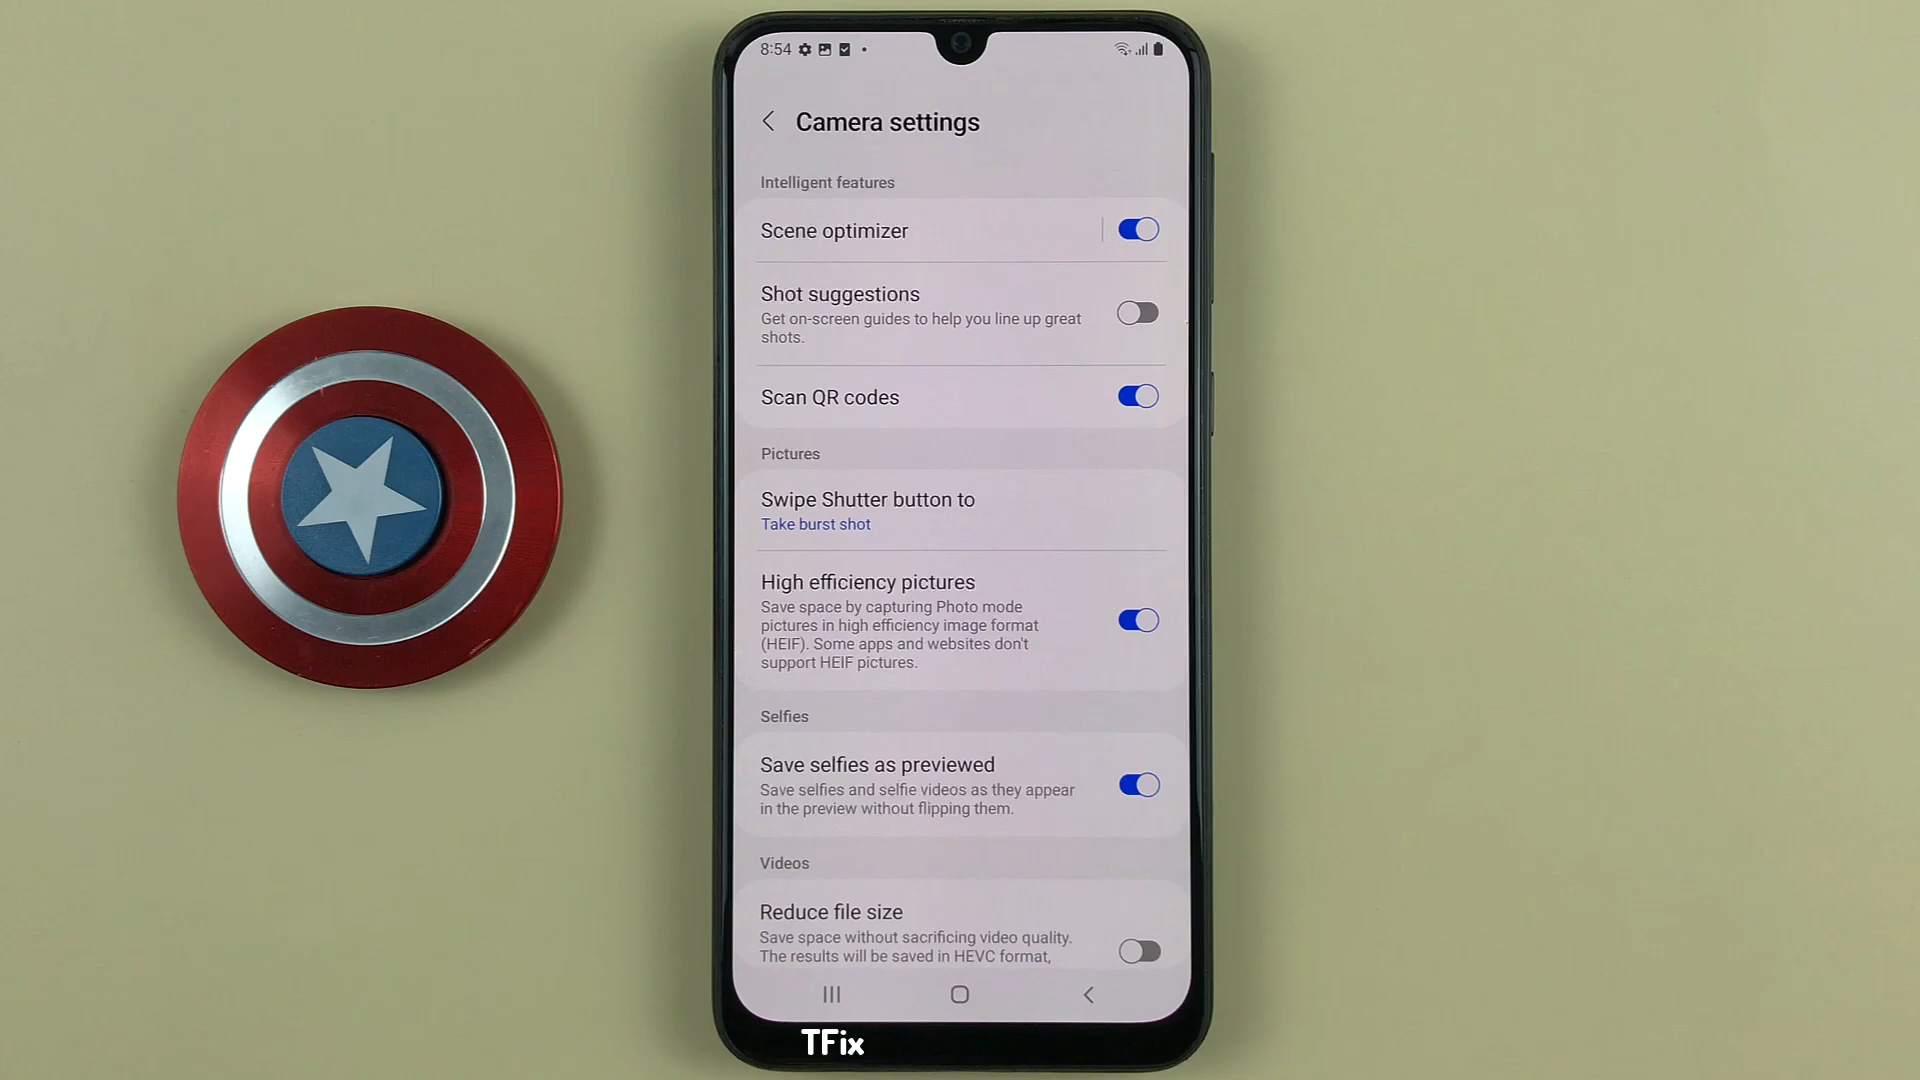 8:54
Camera settings
Intelligent features
Scene optimizer
Shot suggestions
Get on-screen guides to help you line up great
shots.
Scan QR codes
Pictures
Swipe Shutter button to
Take burst shot
High efficiency pictures
Save space by capturing Photo mode
pictures in high efficiency image format
(HEIF). Some apps and websites don't
support HEIF pictures.
Selfies
Save selfies as previewed
Save selfies and selfie videos as they appear
in the preview without flipping them.
Videos
Reduce file size
Save space without sacrificing video quality.
The results will be saved in HEVC format,
TFix